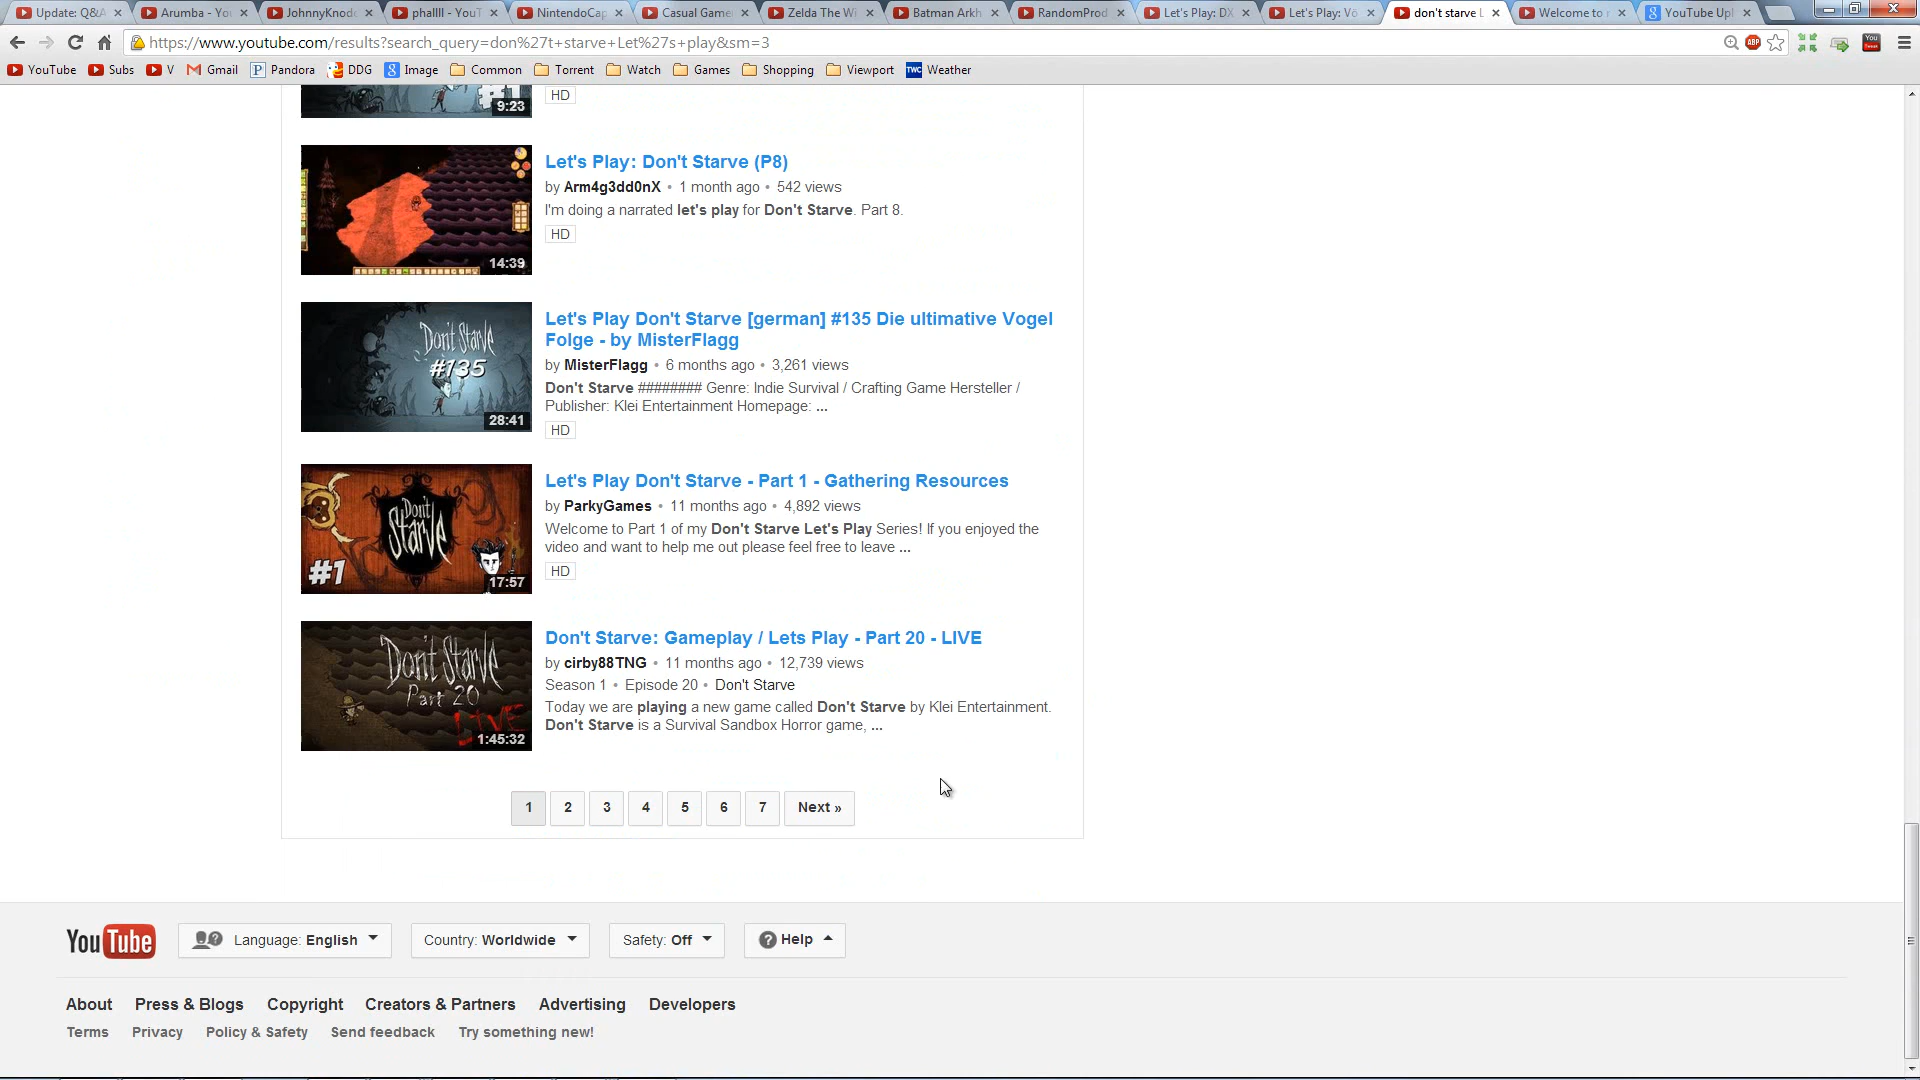 Update: Q&A
Arumba - Yo
JohnnyKnod
phallll - YouT
NintendoCap
Casual Game
Zelda The Wi
Batman Arkh
RandomProd
Let's Play: DX
Let's Play: Vo
don't starve L
Welcome to
YouTube Upl
https://www.youtube.com/results?search_query=don%27t+starve+Let%27s+play&sm=3
YouTube Subs V Gmail Pandora DDG Image Common Torrent Watch Games Shopping Viewport Weather
9:23
HD
Let's Play: Don't Starve (P8)
by Arm4g3dd0nX • 1 month ago • 542 views
I'm doing a narrated let's play for Don't Starve. Part 8.
HD
14:39
Don't Starve
#135
28:41
Let's Play Don't Starve [german] #135 Die ultimative Vogel
Folge - by MisterFlagg
by MisterFlagg • 6 months ago • 3,261 views
Don't Starve ######## Genre: Indie Survival / Crafting Game Hersteller /
Publisher: Klei Entertainment Homepage: ...
HD
Don't
Starve
#1
17:57
Let's Play Don't Starve - Part 1 - Gathering Resources
by ParkyGames • 11 months ago • 4,892 views
Welcome to Part 1 of my Don't Starve Let's Play Series! If you enjoyed the
video and want to help me out please feel free to leave ...
HD
Don't Starve
Part 20
LIVE
1:45:32
Don't Starve: Gameplay / Lets Play - Part 20 - LIVE
by cirby88TNG • 11 months ago • 12,739 views
Season 1 • Episode 20 • Don't Starve
Today we are playing a new game called Don't Starve by Klei Entertainment.
Don't Starve is a Survival Sandbox Horror game, ...
1 2 3 4 5 6 7 Next »
YouTube
Language: English
Country: Worldwide
Safety: Off
Help
About Press & Blogs Copyright Creators & Partners Advertising Developers
Terms Privacy Policy & Safety Send feedback Try something new!